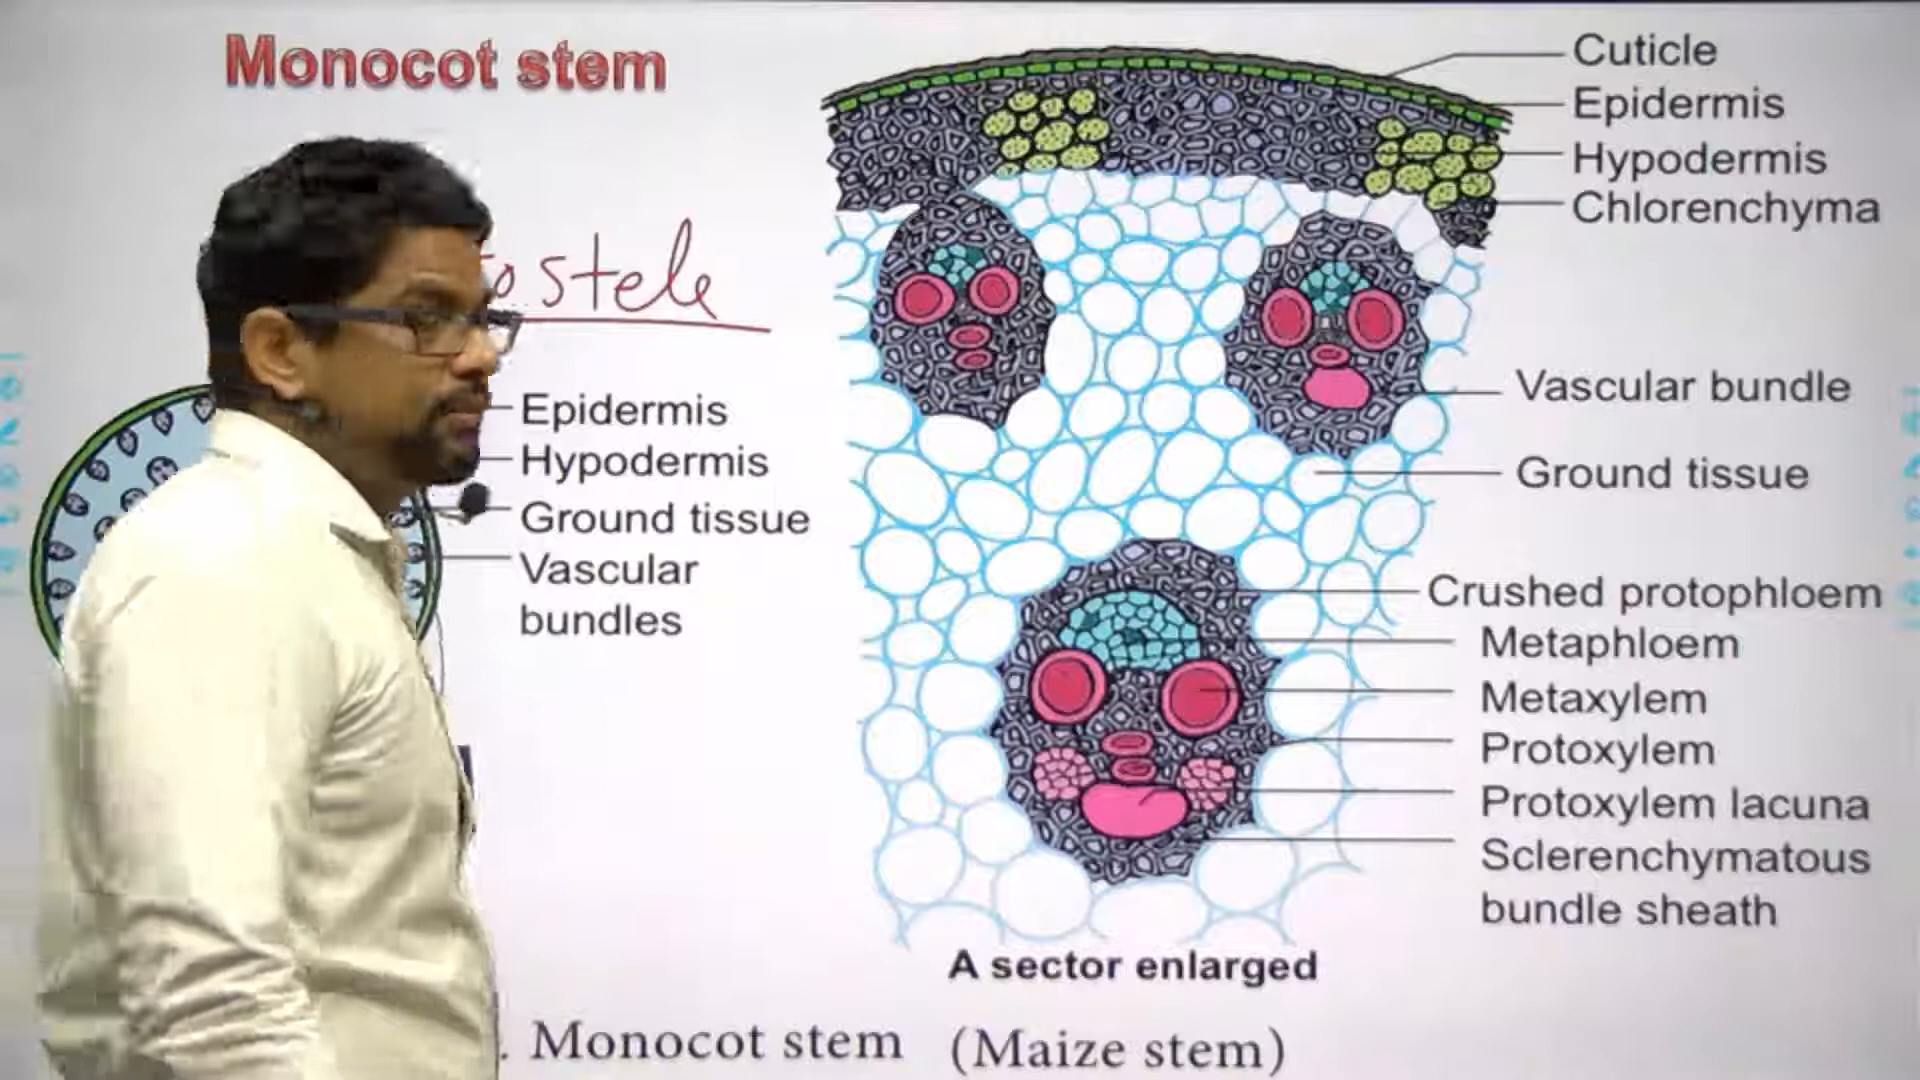 Monocot stem
stele
Epidermis
Hypodermis
Ground tissue
Vascular
bundles
Cuticle
Epidermis
Hypodermis
Chlorenchyma
Vascular bundle
Ground tissue
Crushed protophloem
Metaphloem
Metaxylem
Protoxylem
Protoxylem lacuna
Sclerenchymatous
bundle sheath
A sector enlarged
. Monocot stem (Maize stem)